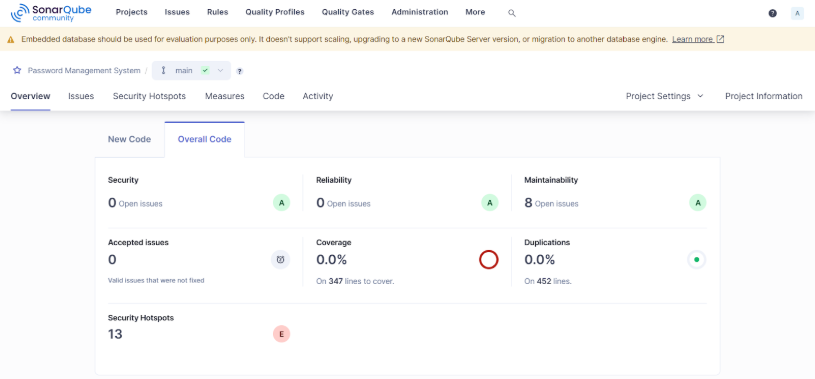 SonarQube community
Projects Issues Rules Quality Profiles Quality Gates Administration More ? A
Embedded database should be used for evaluation purposes only. It doesn't support scaling, upgrading to a new SonarQube Server version, or migration to another database engine. Learn more
Password Management System / main ?
Overview Issues Security Hotspots Measures Code Activity Project Settings Project Information
New Code Overall Code
Security Reliability Maintainability
0 Open issues A 0 Open issues A 8 Open issues A
Accepted issues Coverage Duplications
0 0.0% 0.0%
Valid issues that were not fixed On 347 lines to cover. On 452 lines.
Security Hotspots
13 E